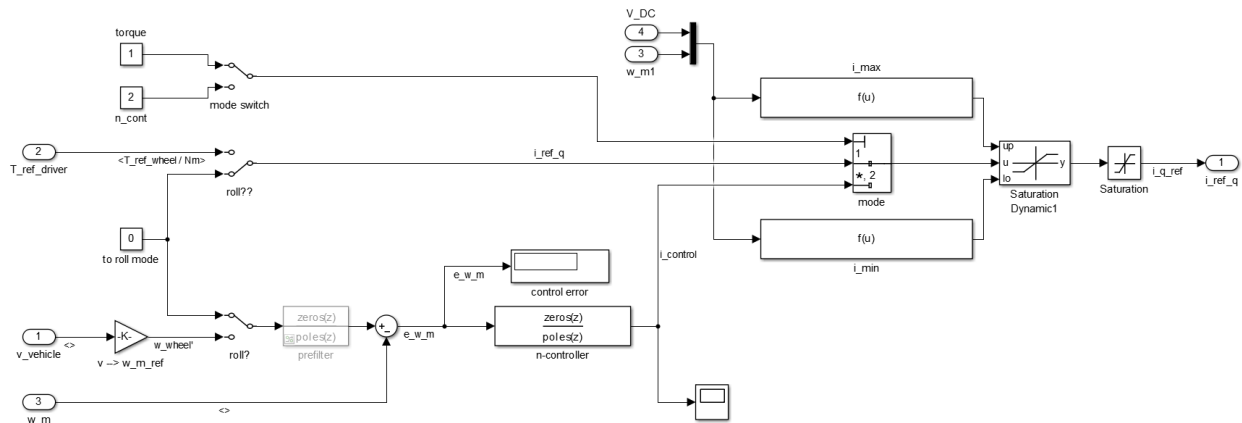 torque
1
2
n_cont
mode switch
2
T_ref_driver
<T_ref_wheel / Nm>
roll??
0
to roll mode
1
v_vehicle
<>
-K-
v --> w_m_ref
w_wheel'
roll?
zeros(z)
poles(z)
prefilter
3
w_m
<>
+
-
e_w_m
e_w_m
control error
zeros(z)
poles(z)
n-controller
i_control
i_ref_q
V_DC
4
3
w_m1
i_max
f(u)
1
*, 2
mode
f(u)
i_min
up
u
lo
y
Saturation
Dynamic1
Saturation
i_q_ref
1
i_ref_q